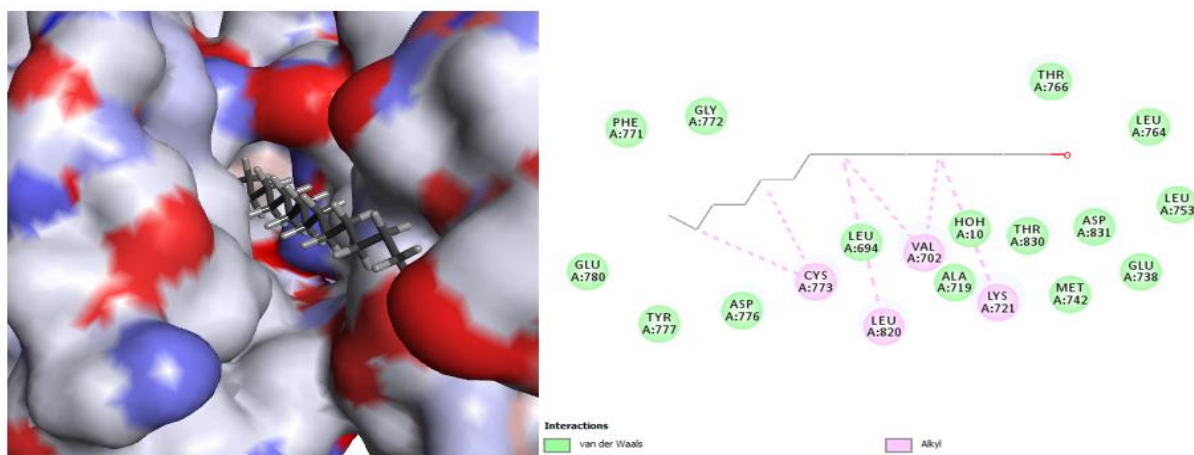 THR
A:766
PHE
A:771
GLY
A:772
LEU
A:764
LEU
A:753
GLU
A:780
TYR
A:777
ASP
A:776
CYS
A:773
LEU
A:694
LEU
A:820
VAL
A:702
HOH
A:10
ALA
A:719
LYS
A:721
THR
A:830
MET
A:742
ASP
A:831
GLU
A:738
Interactions
van der Waals
Alkyl